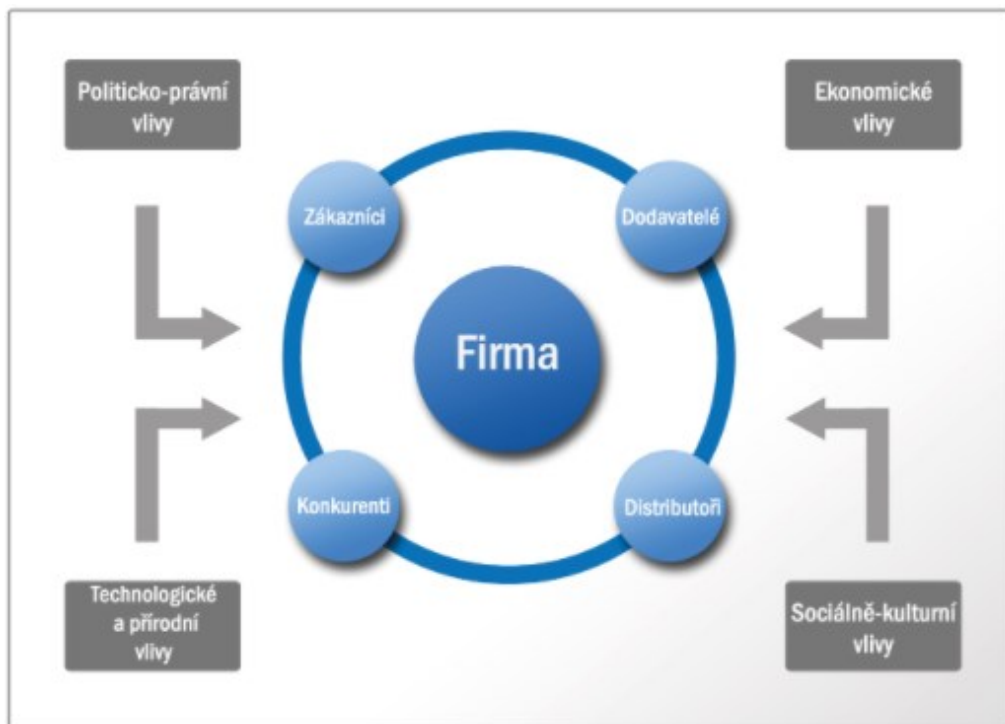 Politicko-právní
vlivy
Ekonomické
vlivy
Zákazníci
Dodavatelé
Firma
Konkurenti
Distributoři
Technologické
a přírodní
vlivy
Sociálně-kulturní
vlivy